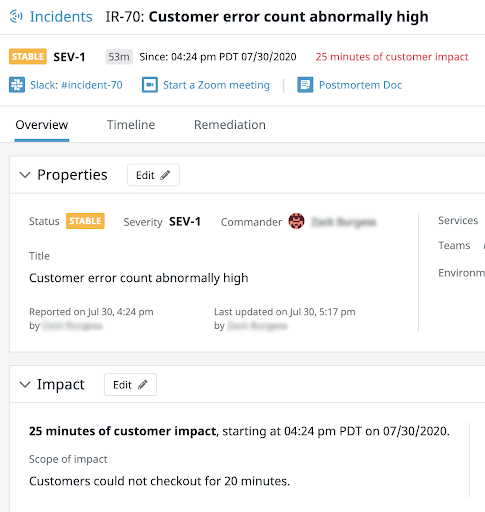 Incidents IR-70: Customer error count abnormally high
STABLE SEV-1 53m Since: 04:24 pm PDT 07/30/2020 25 minutes of customer impact
Slack: #incident-70 Start a Zoom meeting Postmortem Doc
Overview Timeline Remediation
Properties Edit
Status STABLE Severity SEV-1 Commander
Services
Teams
Title
Environm
Customer error count abnormally high
Reported on Jul 30, 4:24 pm Last updated on Jul 30, 5:17 pm
by by
Impact Edit
25 minutes of customer impact, starting at 04:24 pm PDT on 07/30/2020.
Scope of impact
Customers could not checkout for 20 minutes.